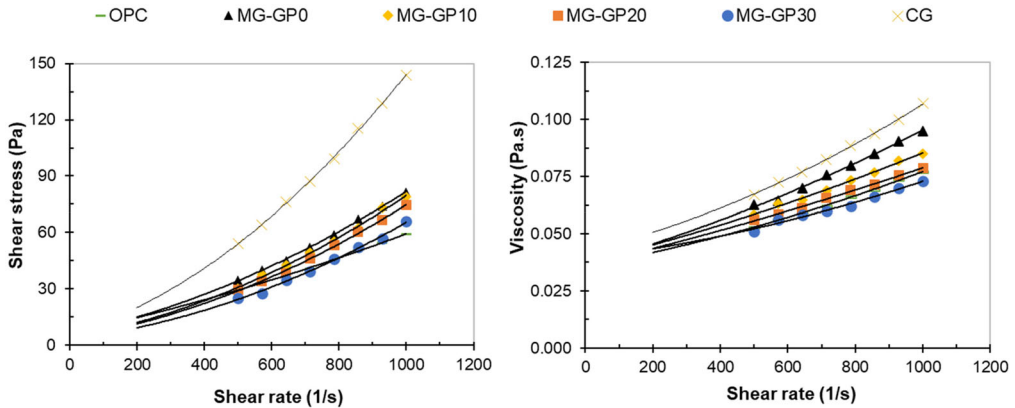 OPC MG-GP0 MG-GP10 MG-GP20 MG-GP30 CG
Shear stress (Pa)
150
120
90
60
30
0
0 200 400 600 800 1000 1200
Shear rate (1/s)
Viscosity (Pa.s)
0.125
0.100
0.075
0.050
0.025
0.000
0 200 400 600 800 1000 1200
Shear rate (1/s)